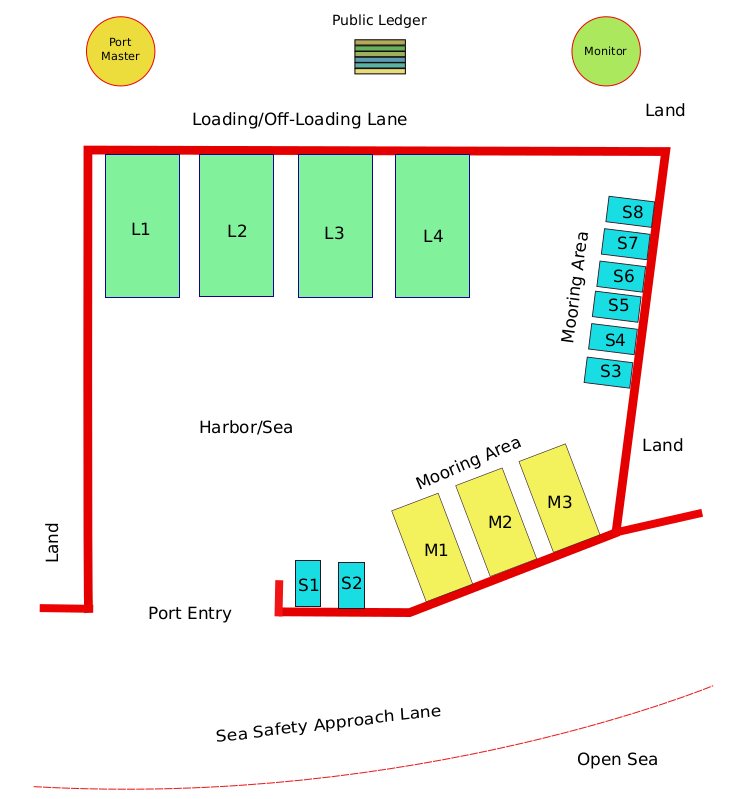 Public Ledger
Port
Master
Monitor
Land
Loading/Off-Loading Lane
L1
L2
L3
L4
S8
S7
S6
S5
S4
S3
Mooring Area
Harbor/Sea
Land
Mooring Area
M1
M2
M3
Land
S1
S2
Port Entry
Sea Safety Approach Lane
Open Sea